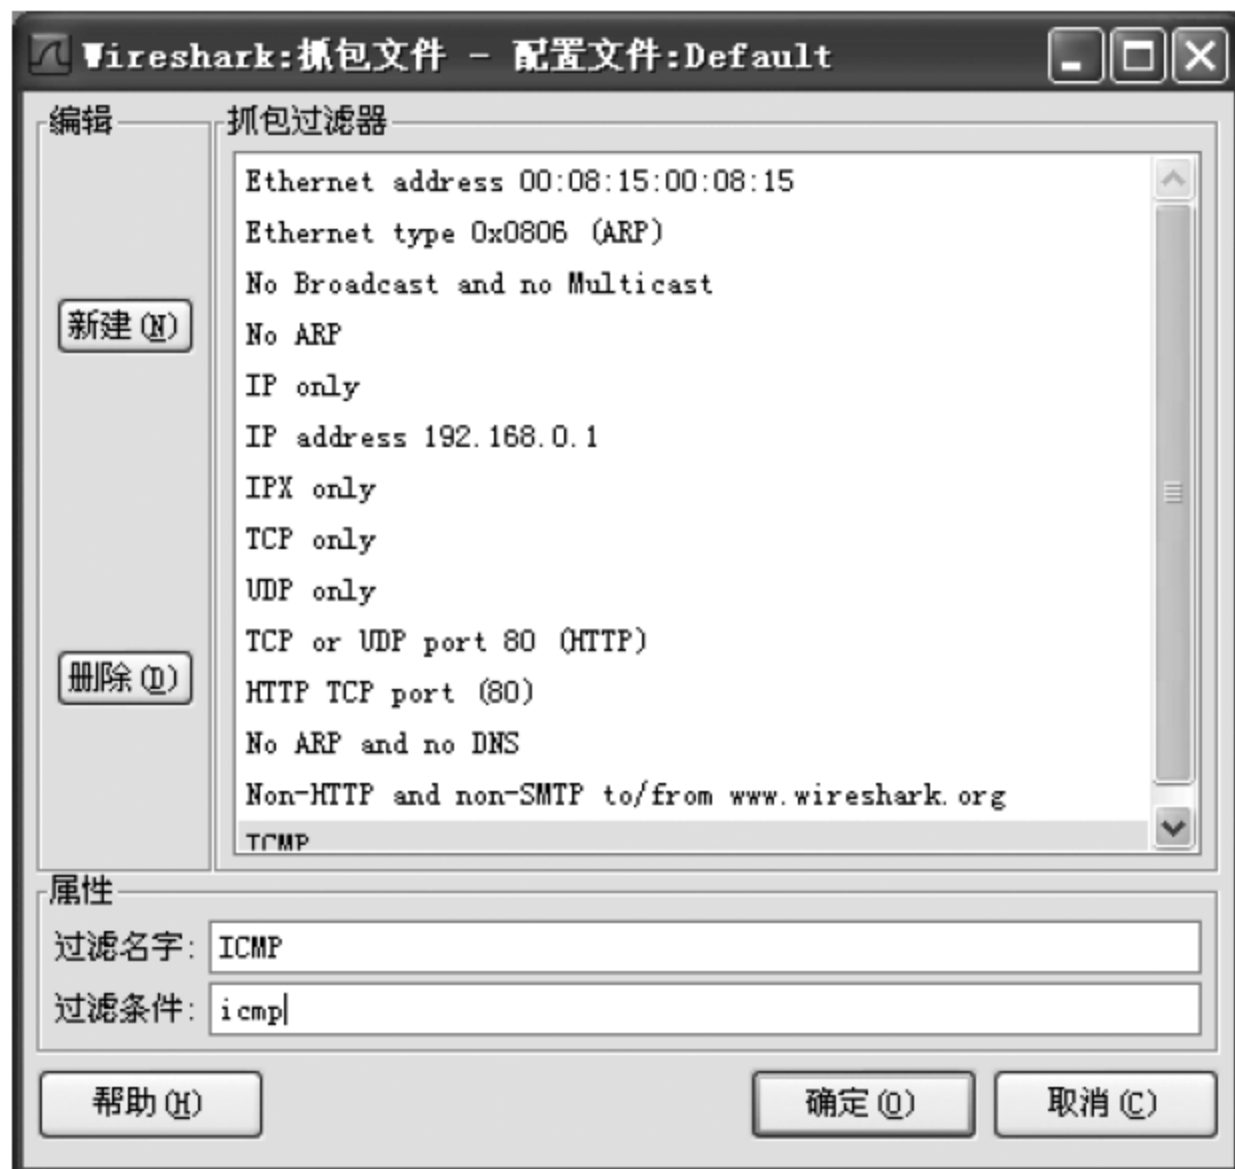 Wireshark:抓包文件 - 配置文件:Default
编辑
抓包过滤器
Ethernet address 00:08:15:00:08:15
Ethernet type 0x0806 (ARP)
No Broadcast and no Multicast
新建(N)
No ARP
IP only
IP address 192.168.0.1
IPX only
TCP only
UDP only
TCP or UDP port 80 (HTTP)
删除(D)
HTTP TCP port (80)
No ARP and no DNS
Non-HTTP and non-SMTP to/from www.wireshark.org
ICMP
属性
过滤名字: ICMP
过滤条件: icmp
帮助(H) 确定(O) 取消(C)